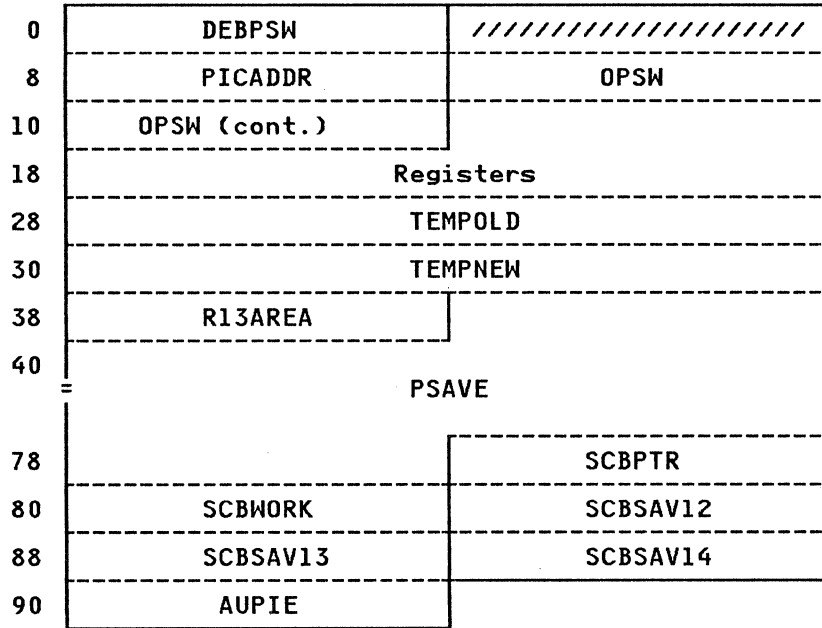 0 DEBPSW /////////////////////
8 PICADDR OPSW
10 OPSW (cont.)
18 Registers
28 TEMPOLD
30 TEMPNEW
38 R13AREA
40
= PSAVE
78 SCBPTR
80 SCBWORK SCBSAV12
88 SCBSAV13 SCBSAV14
90 AUPIE